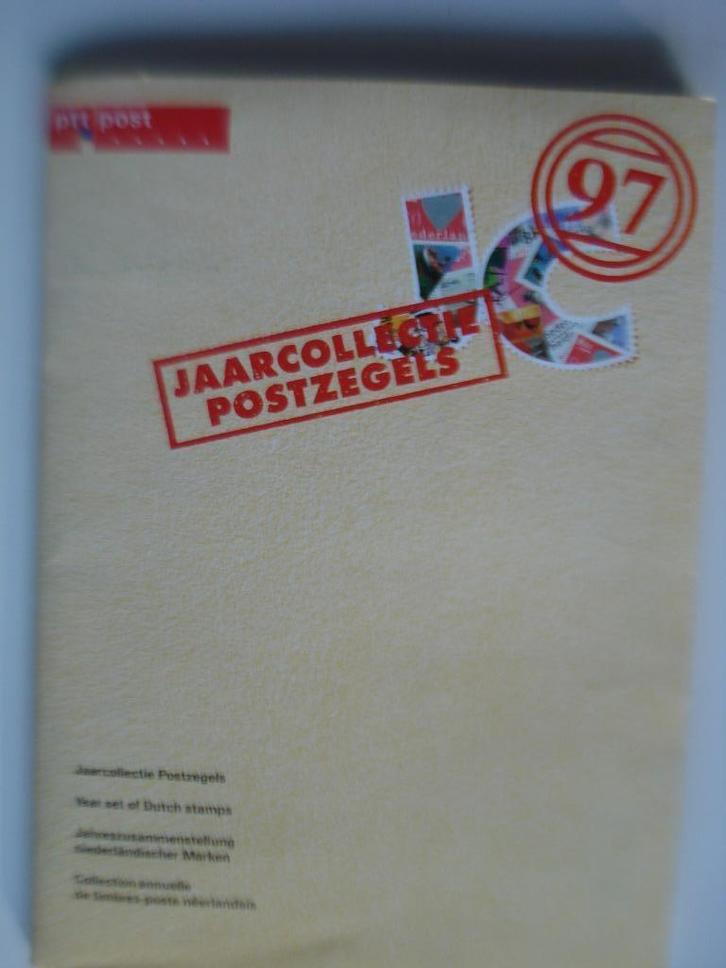 ptt post
97
JAARCOLLECTIE
POSTZEGELS
Jaarcollectie Postzegels
Year set of Dutch stamps
Jahreszusammenstellung
niederländischer Marken
Collection annuelle
de timbres-poste néerlandais